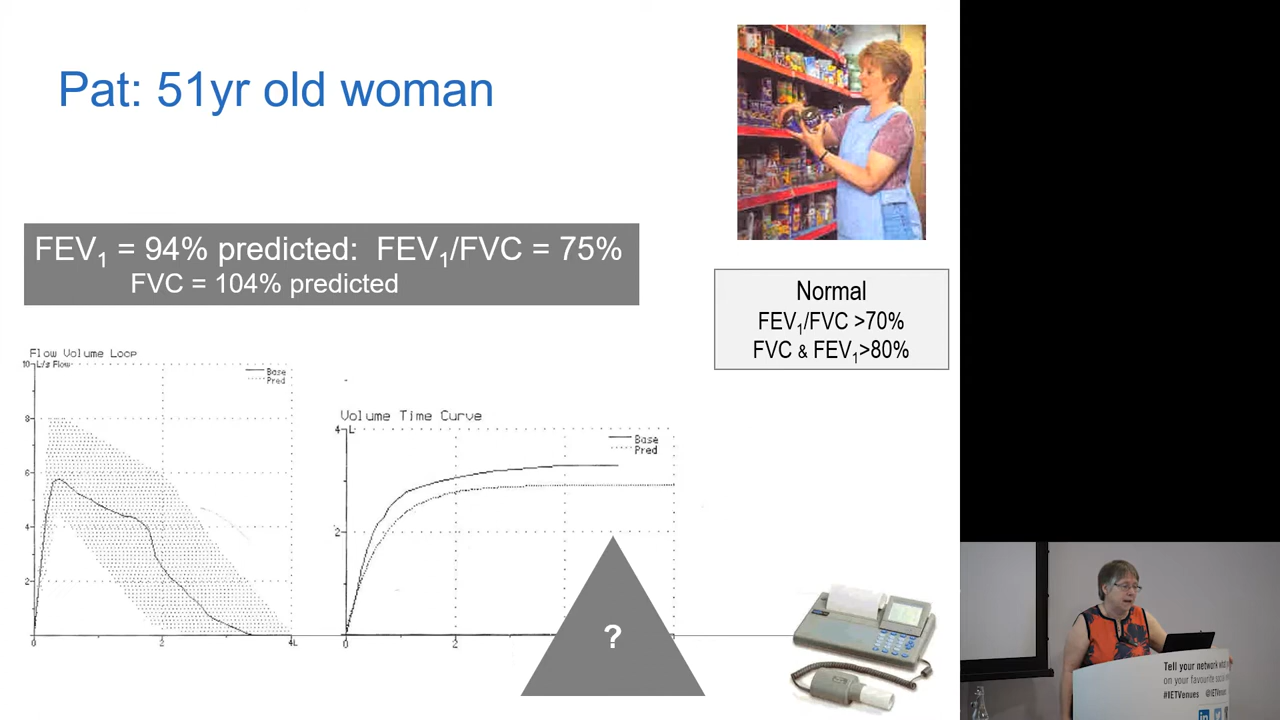 Pat: 51yr old woman
FEV₁ = 94% predicted: FEV₁/FVC = 75%
FVC = 104% predicted
Normal
FEV₁/FVC >70%
FVC & FEV₁>80%
Flow Volume Loop
10
L/s Flow
Base
Pred
8
6
4
2
0
2
4L
Volume Time Curve
4
L
Base
Pred
2
0
2
?
Tell your network
on your favourite social
#IETVenues @IETVenues